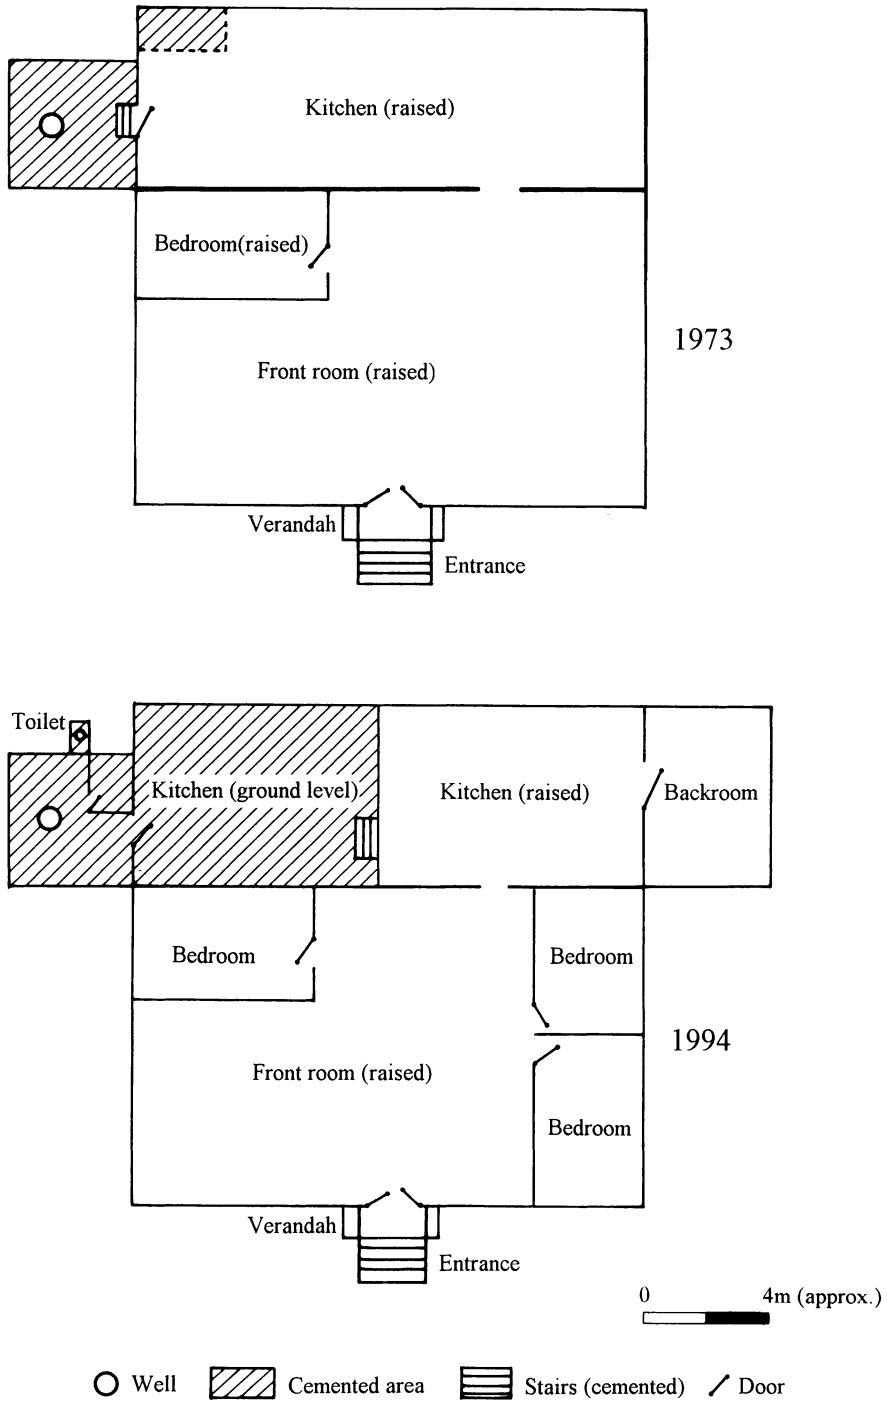 Kitchen (raised)
Bedroom(raised)
1973
Front room (raised)
Verandah
Entrance
Toilet
Kitchen (ground level)
Kitchen (raised)
Backroom
Bedroom
Bedroom
1994
Front room (raised)
Bedroom
Verandah
Entrance
0 4m (approx.)
Well
Cemented area
Stairs (cemented)
Door